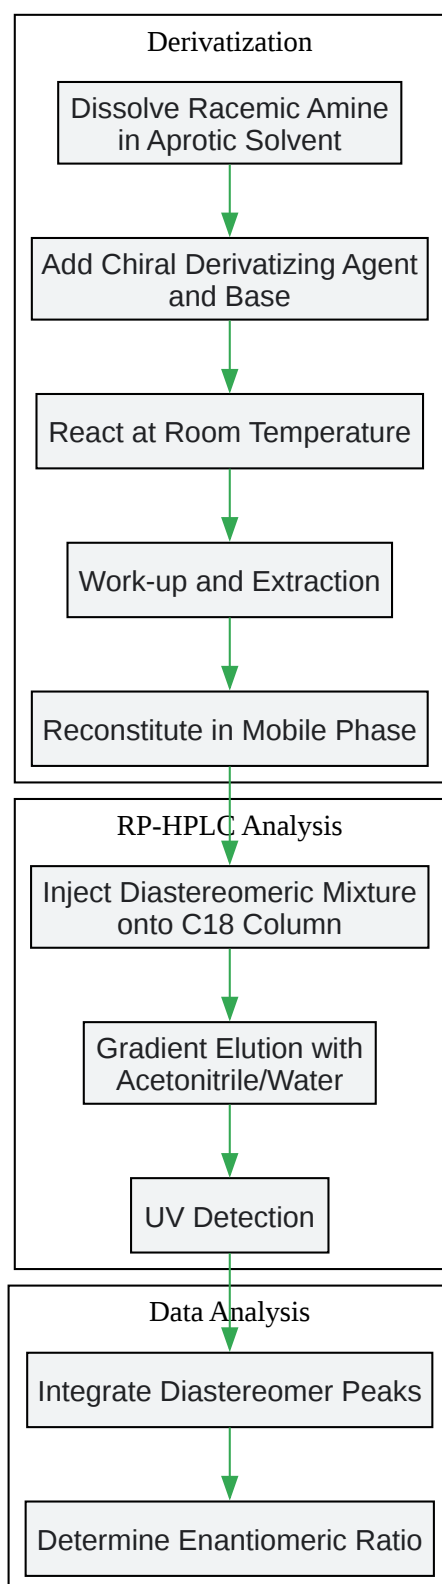 Derivatization
Dissolve Racemic Amine
in Aprotic Solvent
Add Chiral Derivatizing Agent
and Base
React at Room Temperature
Work-up and Extraction
Reconstitute in Mobile Phase
RP-HPLC Analysis
Inject Diastereomeric Mixture
onto C18 Column
Gradient Elution with
Acetonitrile/Water
UV Detection
Data Analysis
Integrate Diastereomer Peaks
Determine Enantiomeric Ratio